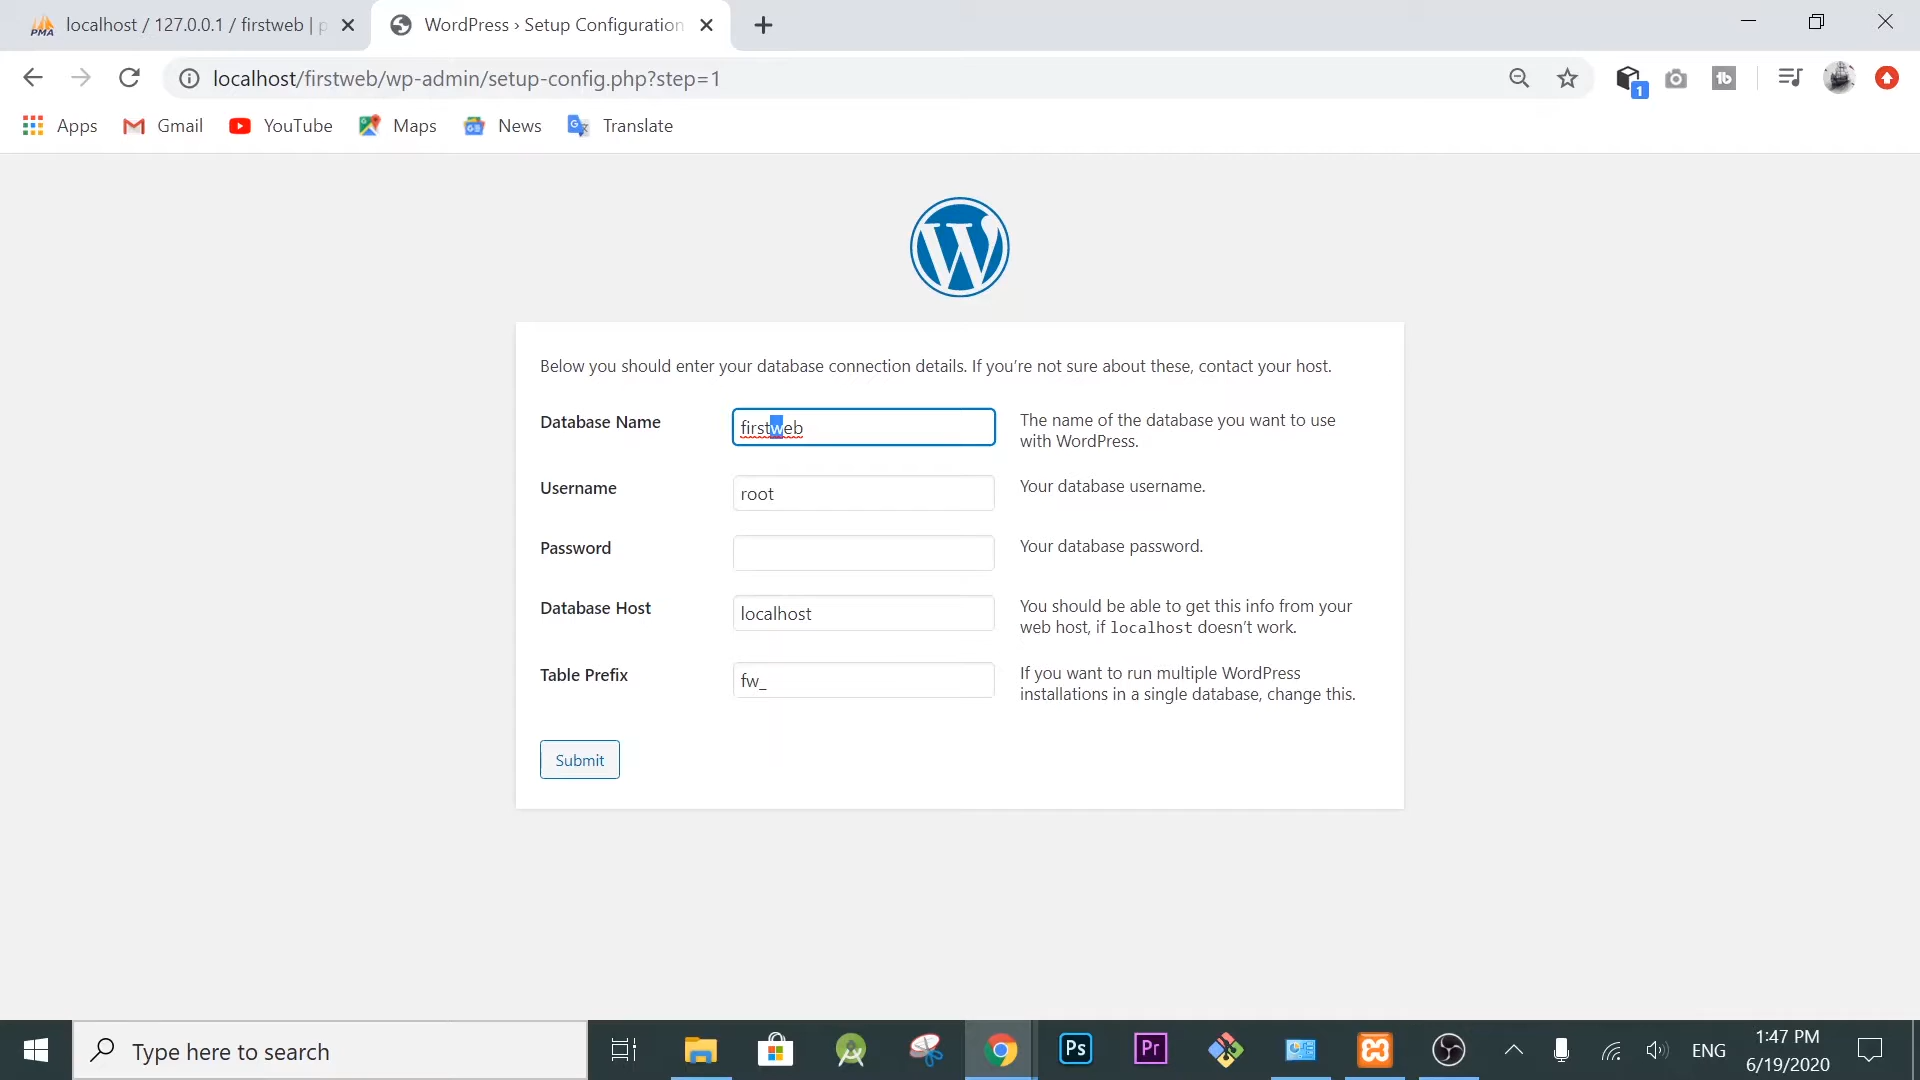 localhost / 127.0.0.1 / firstweb | p
WordPress › Setup Configuration
localhost/firstweb/wp-admin/setup-config.php?step=1
1
tb
Apps
Gmail
YouTube
Maps
News
Translate
Below you should enter your database connection details. If you’re not sure about these, contact your host.
Database Name
firstweb
The name of the database you want to use
with WordPress.
Username
root
Your database username.
Password
Your database password.
Database Host
localhost
You should be able to get this info from your
web host, if localhost doesn’t work.
Table Prefix
fw_
If you want to run multiple WordPress
installations in a single database, change this.
Submit
Type here to search
Ps
Pr
ENG
1:47 PM
6/19/2020